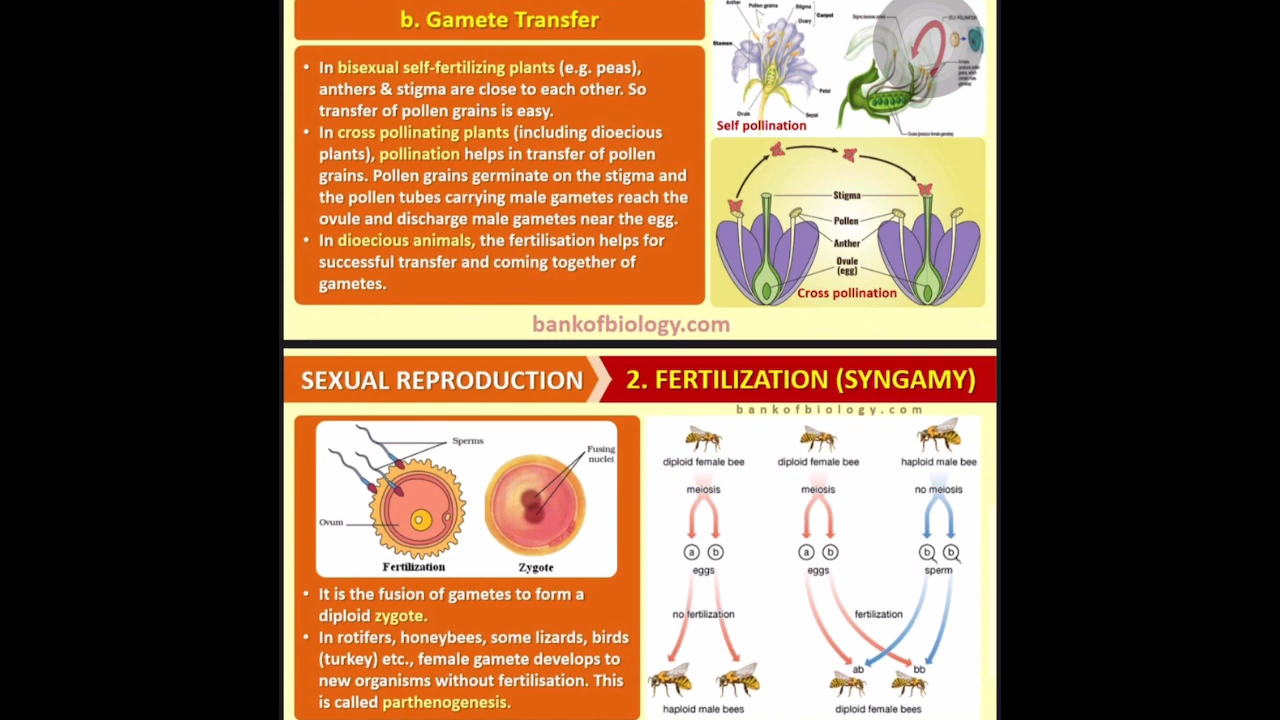 b. Gamete Transfer
• In bisexual self-fertilizing plants (e.g. peas),
anthers & stigma are close to each other. So
transfer of pollen grains is easy.
• In cross pollinating plants (including dioecious
plants), pollination helps in transfer of pollen
grains. Pollen grains germinate on the stigma and
the pollen tubes carrying male gametes reach the
ovule and discharge male gametes near the egg.
• In dioecious animals, the fertilisation helps for
successful transfer and coming together of
gametes.
Anther
Pollen grains
Stigma
Carpel
Ovary
Stamen
Petal
Ovule
Sepal
Self pollination
Stigma
Pollen
Anther
Ovule
(egg)
Cross pollination
bankofbiology.com
SEXUAL REPRODUCTION
2. FERTILIZATION (SYNGAMY)
bankofbiology.com
Sperms
Fusing
nuclei
Ovum
Fertilization
Zygote
• It is the fusion of gametes to form a
diploid zygote.
• In rotifers, honeybees, some lizards, birds
(turkey) etc., female gamete develops to
new organisms without fertilisation. This
is called parthenogenesis.
diploid female bee
diploid female bee
haploid male bee
meiosis
meiosis
no meiosis
a b
a b
b b
eggs
eggs
sperm
no fertilization
fertilization
ab
bb
haploid male bees
diploid female bees